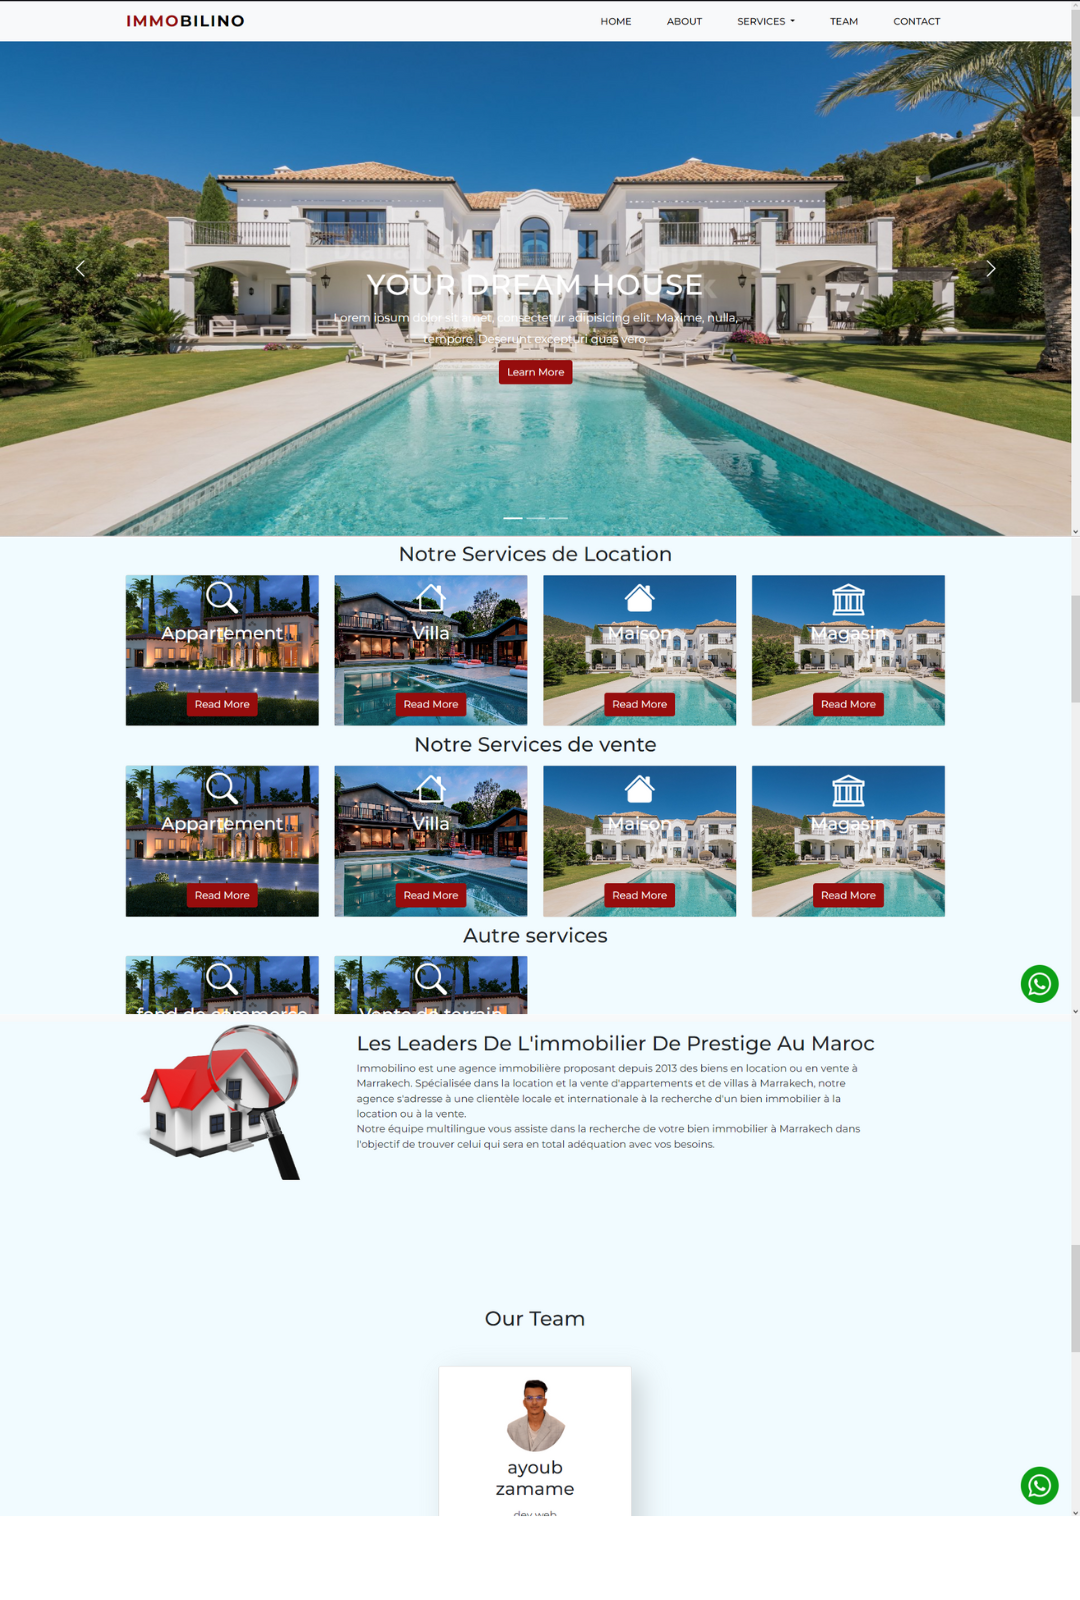 IMMOBILINO
HOME ABOUT SERVICES TEAM CONTACT
YOUR DREAM HOUSE
Lorem ipsum dolor sit amet, consectetur adipisicing elit. Maxime, nulla,
tempore. Deserunt excepturi quas vero.
Learn More
Notre Services de Location
Appartement Villa Maison Magasin
Read More Read More Read More Read More
Notre Services de vente
Appartement Villa Maison Magasin
Read More Read More Read More Read More
Autre services
fond de commerce Vente de terrain
Les Leaders De L'immobilier De Prestige Au Maroc
Immobilino est une agence immobilière proposant depuis 2013 des biens en location ou en vente à
Marrakech. Spécialisée dans la location et la vente d'appartements et de villas à Marrakech, notre
agence s'adresse à une clientèle locale et internationale à la recherche d'un bien immobilier à la
location ou à la vente.
Notre équipe multilingue vous assiste dans la recherche de votre bien immobilier à Marrakech dans
l'objectif de trouver celui qui sera en total adéquation avec vos besoins.
Our Team
ayoub
zamame
dev web